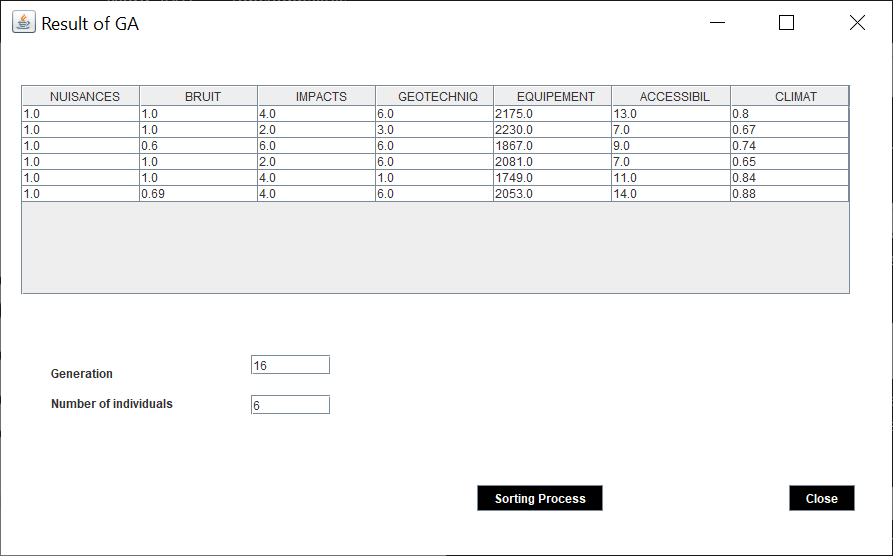 Result of GA
NUISANCES BRUIT IMPACTS GEOTECHNIQ EQUIPEMENT ACCESSIBIL CLIMAT
1.0 1.0 4.0 6.0 2175.0 13.0 0.8
1.0 1.0 2.0 3.0 2230.0 7.0 0.67
1.0 0.6 6.0 6.0 1867.0 9.0 0.74
1.0 1.0 2.0 6.0 2081.0 7.0 0.65
1.0 1.0 4.0 1.0 1749.0 11.0 0.84
1.0 0.69 4.0 6.0 2053.0 14.0 0.88
Generation 16
Number of individuals 6
Sorting Process Close